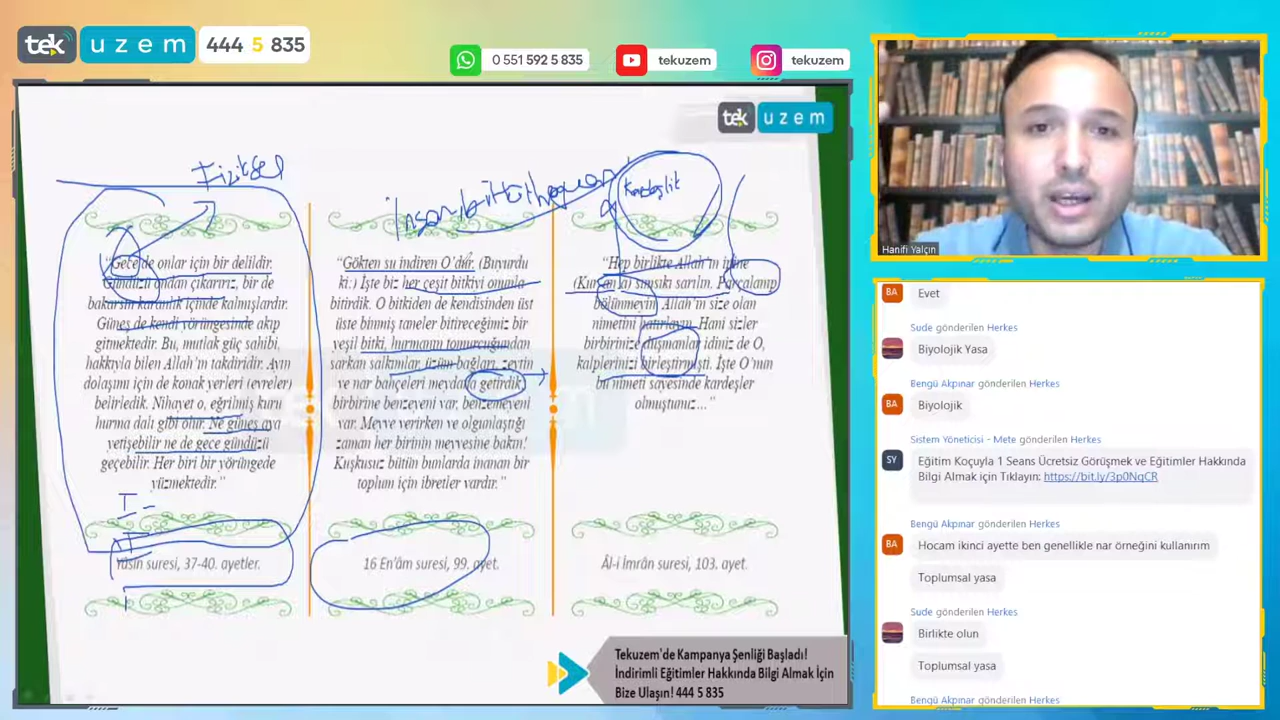 tek uzem 444 5 835
0 551 592 5 835 tekuzem tekuzem
tek uzem
Fiziksel
Kardeşlik
"Gece de onlar için bir delildir.
Gündüzü ondan çıkarırız, bir de
bakarsın karanlık içinde kalmışlardır.
Güneş de kendi yörüngesinde akıp
gitmektedir. Bu, mutlak güç sahibi,
hakkıyla bilen Allah'ın takdiridir. Ayın
dolaşımı için de konak yerleri (evreler)
belirledik. Nihayet o, eğrilmiş kuru
hurma dalı gibi olur. Ne güneş aya
yetişebilir ne de gece gündüzü
geçebilir. Her biri bir yörüngede
yüzmektedir."
Yâsîn suresi, 37-40. ayetler.
"Gökten su indiren O'dur. (Buyurdu
ki:) İşte biz her çeşit bitkiyi onunla
bitirdik. O bitkiden de kendisinden üst
üste binmiş taneler bitireceğimiz bir
yeşil bitki, hurmanın tomurcuğundan
sarkan salkımlar, üzüm bağları, zeytin
ve nar bahçeleri meydana getirdik,
birbirine benzeyeni var, benzemeyeni
var. Meyve verirken ve olgunlaştığı
zaman her birinin meyvesine bakın!
Kuşkusuz bütün bunlarda inanan bir
toplum için ibretler vardır."
16 En'âm suresi, 99. ayet.
"Hep birlikte Allah'ın ipine
(Kur'an'a) sımsıkı sarılın. Parçalanıp
bölünmeyin. Allah'ın size olan
nimetini hatırlayın. Hani sizler
birbirinize düşmanlar idiniz de O,
kalplerinizi birleştirmişti. İşte O'nun
bu nimeti sayesinde kardeşler
olmuştunuz..."
Âl-i İmrân suresi, 103. ayet.
Tekuzem'de Kampanya Şenliği Başladı!
İndirimli Eğitimler Hakkında Bilgi Almak İçin
Bize Ulaşın! 444 5 835
Hanifi Yalçın
BA Evet
Sude gönderilen Herkes
Biyolojik Yasa
Bengü Akpınar gönderilen Herkes
BA Biyolojik
Sistem Yöneticisi - Mete gönderilen Herkes
SY Eğitim Koçuyla 1 Seans Ücretsiz Görüşmek ve Eğitimler Hakkında
Bilgi Almak için Tıklayın: https://bit.ly/3p0NqCR
Bengü Akpınar gönderilen Herkes
BA Hocam ikinci ayette ben genellikle nar örneğini kullanırım
Toplumsal yasa
Sude gönderilen Herkes
Birlikte olun
Toplumsal yasa
Bengü Akpınar gönderilen Herkes